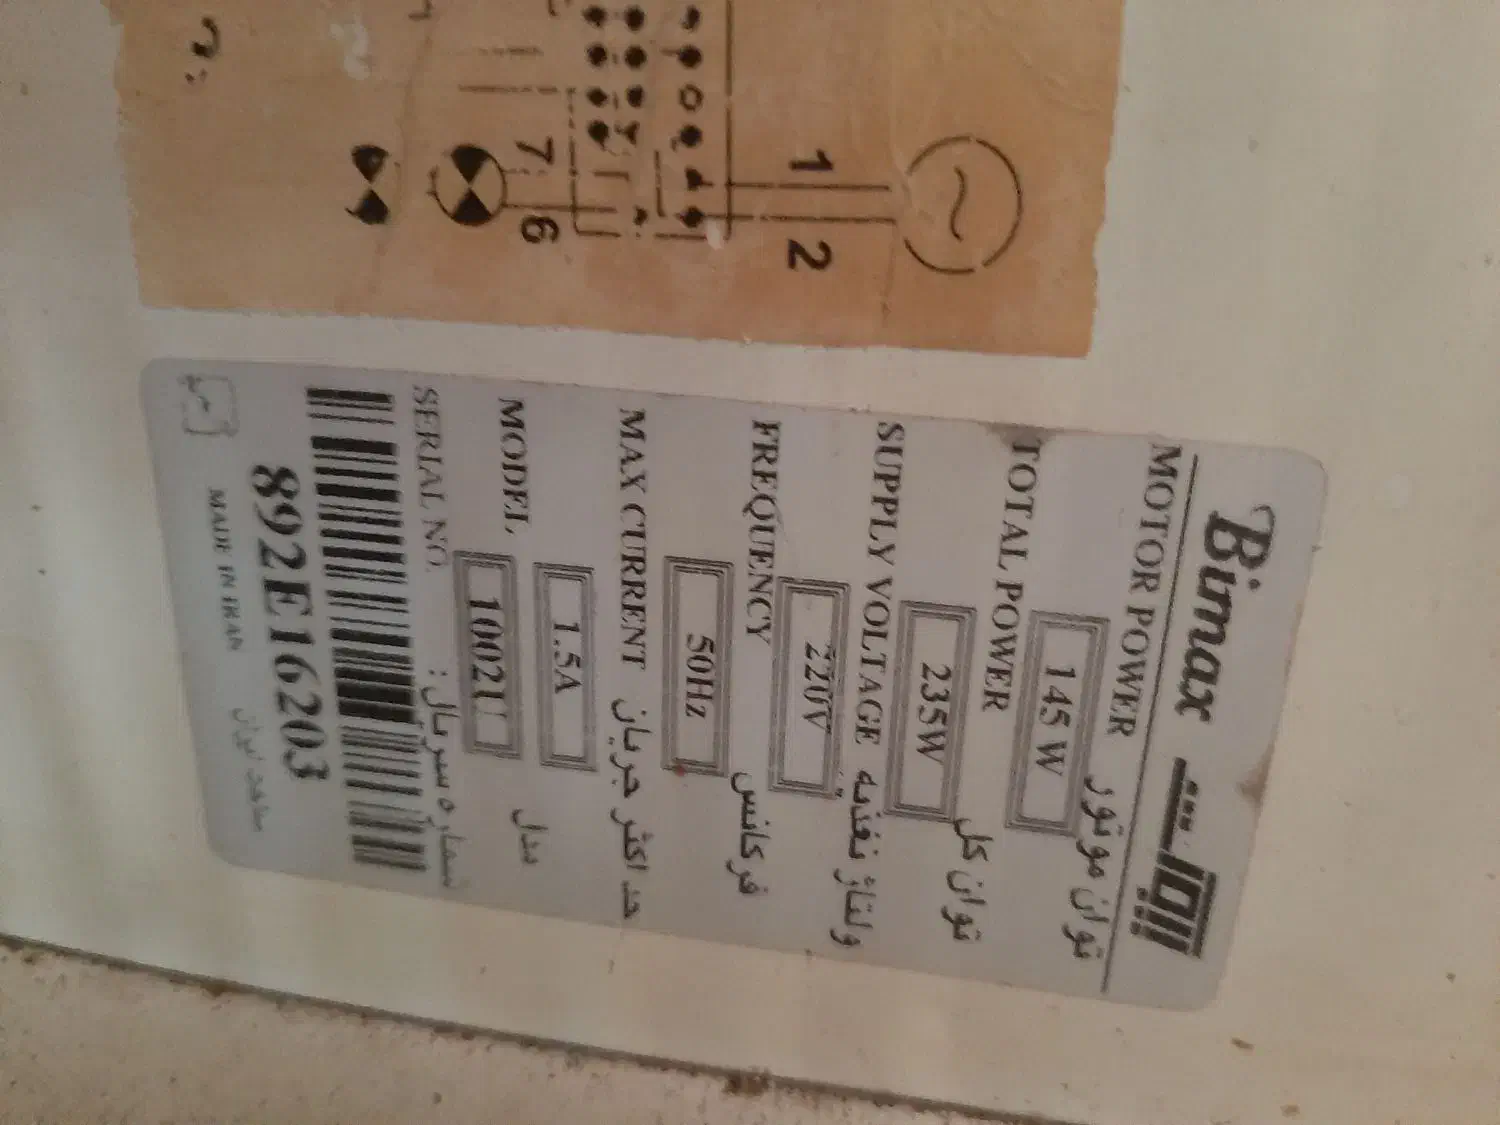 1
2
7
6
Bimax بیمکث
MOTOR POWER 145 W توان موتور
TOTAL POWER 235W توان کل
SUPPLY VOLTAGE 220V ولتاژ تغذیه
FREQUENCY 50Hz فرکانس
MAX CURRENT 1.5A حداکثر جریان
MODEL 1002U مدل
SERIAL NO. شماره سریال:
892E16203
MADE IN IRAN ساخت ایران